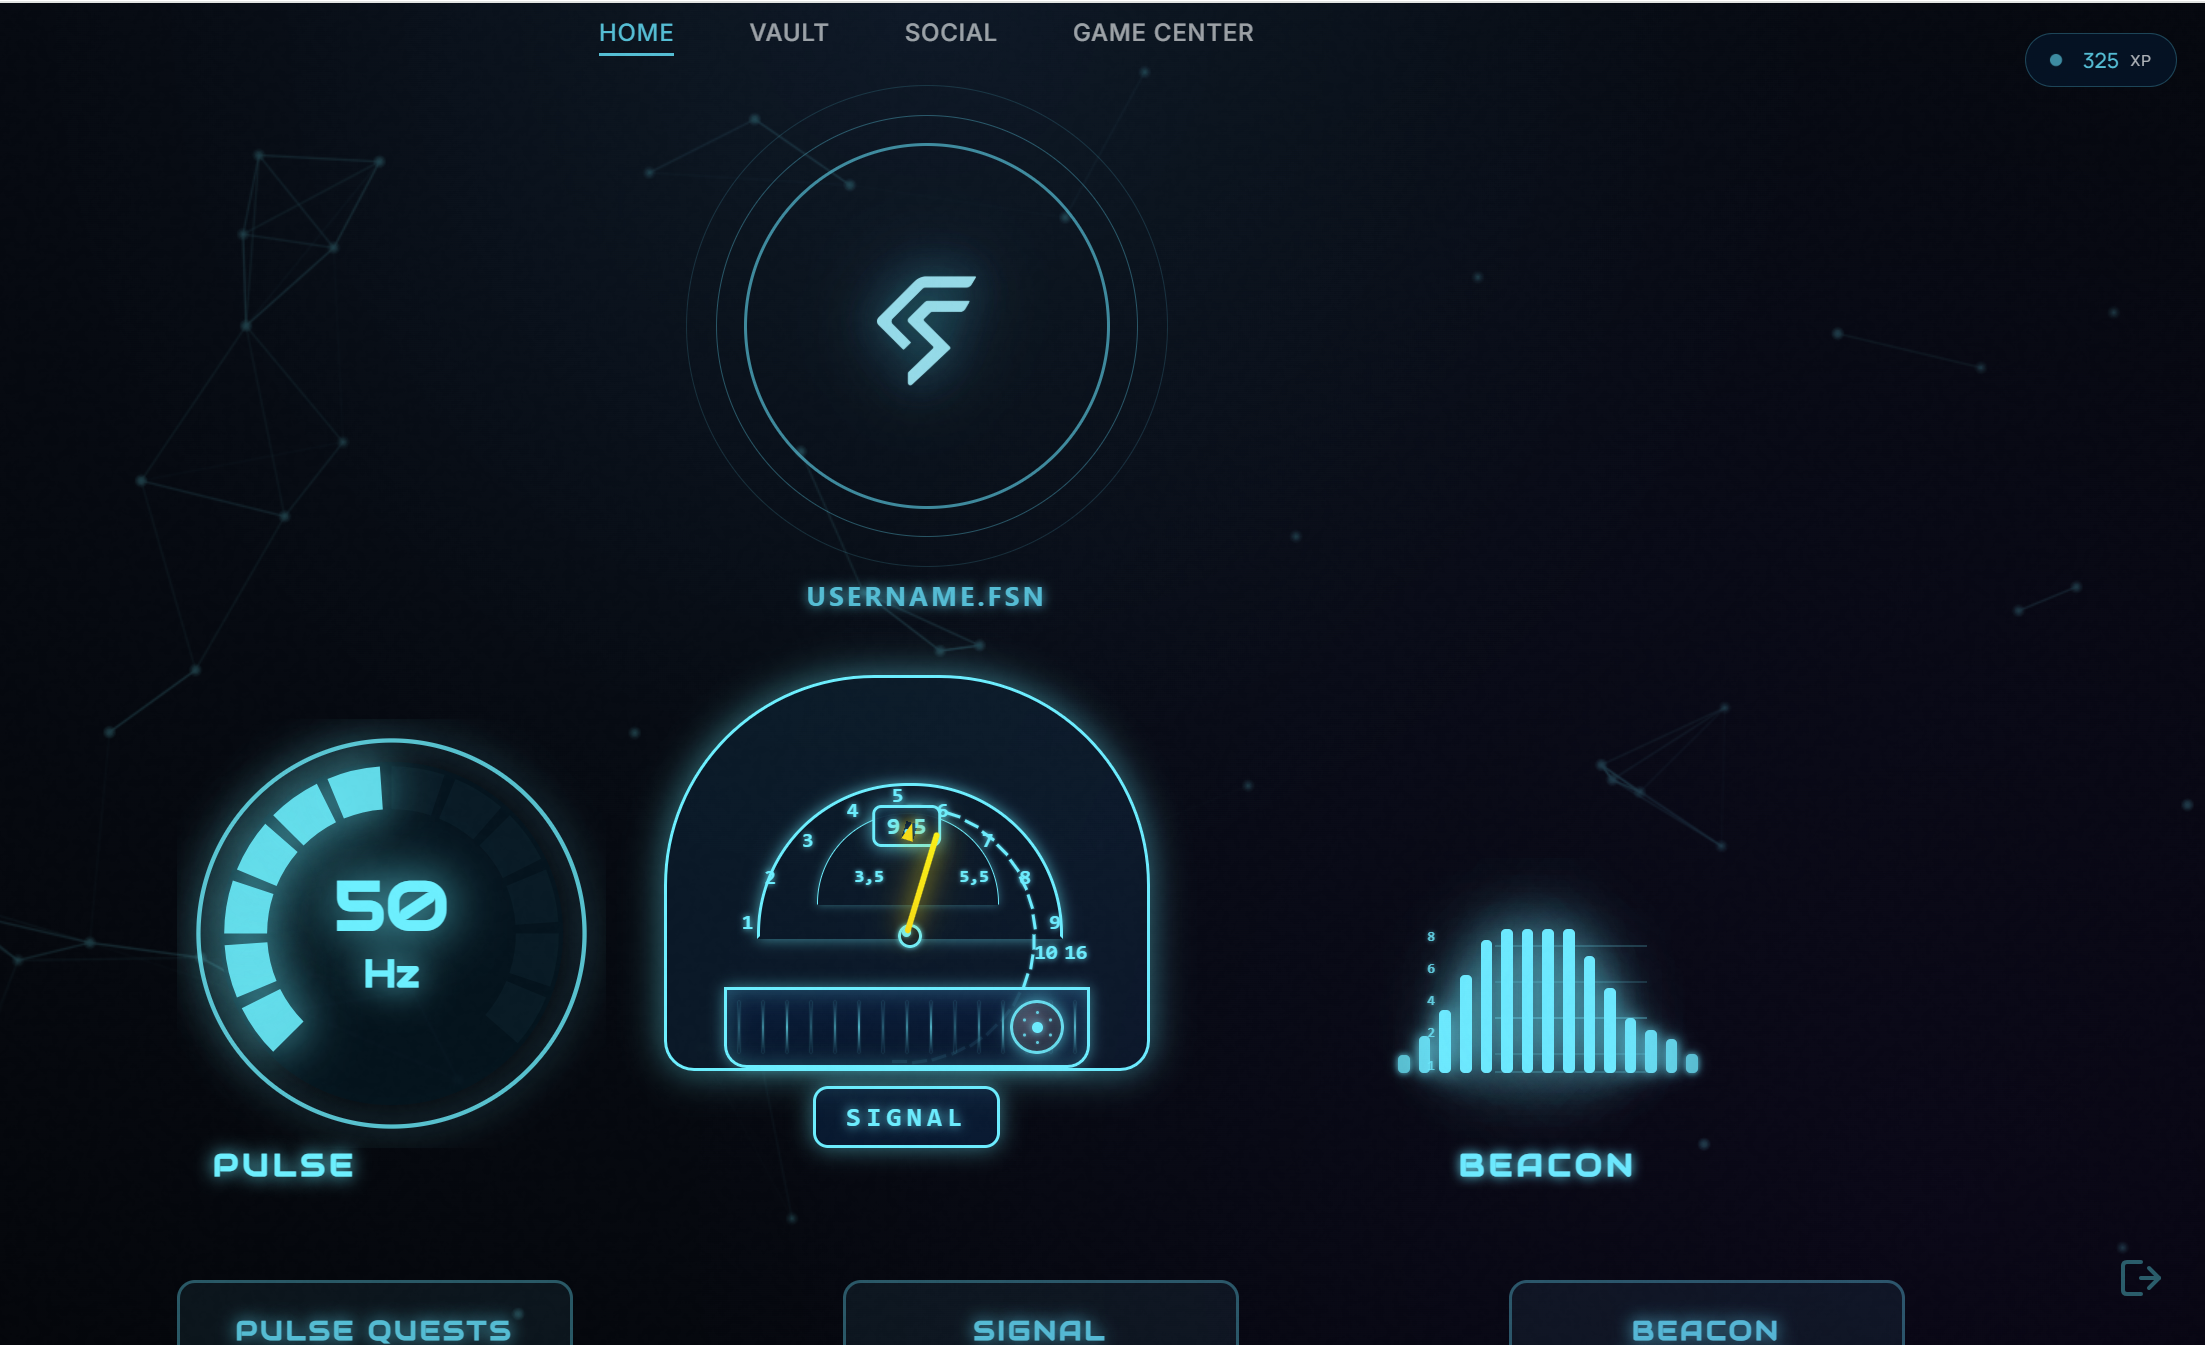 HOME VAULT SOCIAL GAME CENTER
325 XP
USERNAME.FSN
50
Hz
PULSE
1 2 3 4 5 6 7 8 9
10 16
9.5
3,5 5,5
SIGNAL
8
6
4
2
1
BEACON
PULSE QUESTS
SIGNAL
BEACON